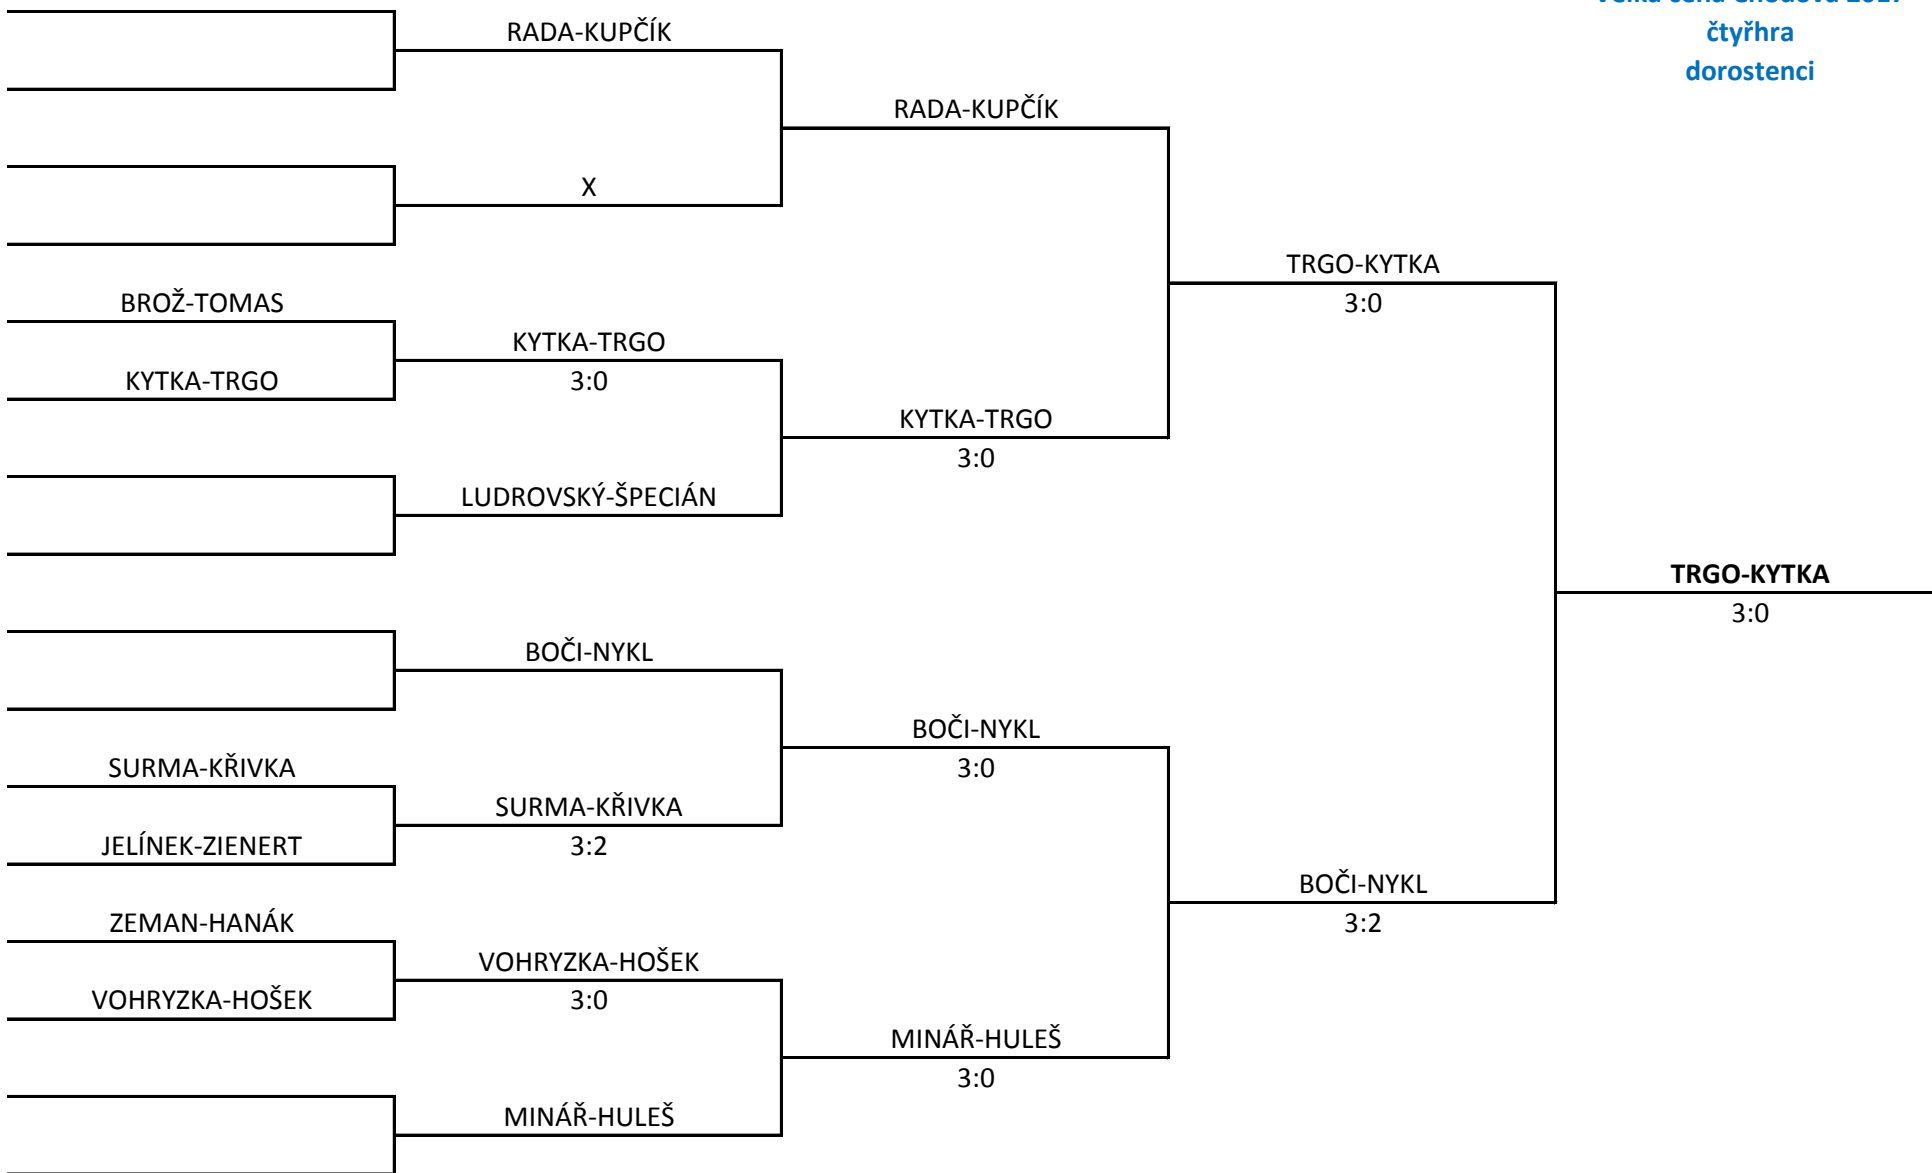 čtyřhra
dorostenci
RADA-KUPČÍK
RADA-KUPČÍK
X
TRGO-KYTKA
3:0
BROŽ-TOMAS
KYTKA-TRGO
KYTKA-TRGO
3:0
KYTKA-TRGO
3:0
LUDROVSKÝ-ŠPECIÁN
TRGO-KYTKA
3:0
BOČI-NYKL
BOČI-NYKL
3:0
SURMA-KŘIVKA
SURMA-KŘIVKA
JELÍNEK-ZIENERT
3:2
BOČI-NYKL
3:2
ZEMAN-HANÁK
VOHRYZKA-HOŠEK
VOHRYZKA-HOŠEK
3:0
MINÁŘ-HULEŠ
3:0
MINÁŘ-HULEŠ